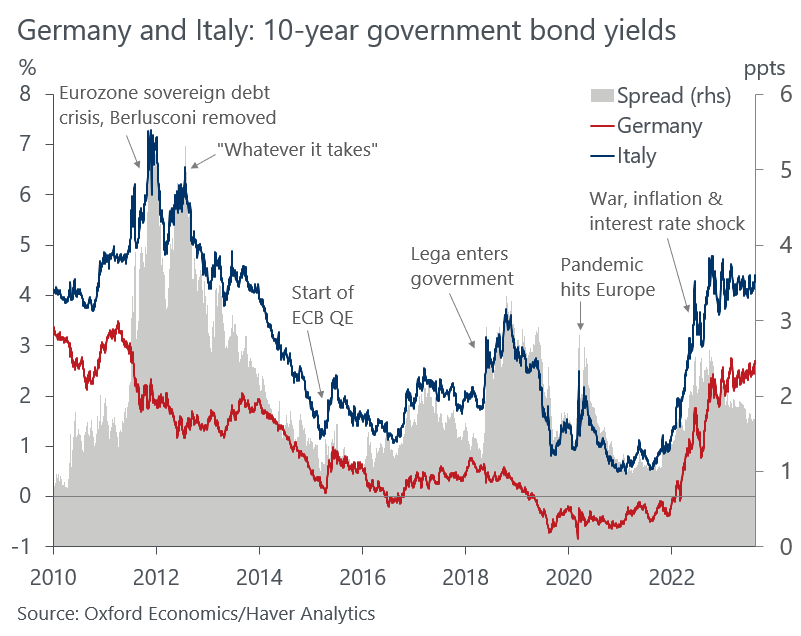 Germany and Italy: 10-year government bond yields
% ppts
8 6
Eurozone sovereign debt
crisis, Berlusconi removed
Spread (rhs)
Germany
Italy
7
"Whatever it takes"
5
6
War, inflation &
interest rate shock
5 4
Lega enters
government
Pandemic
hits Europe
4
Start of
ECB QE
3
3
2 2
1
1
0
-1 0
2010 2012 2014 2016 2018 2020 2022
Source: Oxford Economics/Haver Analytics